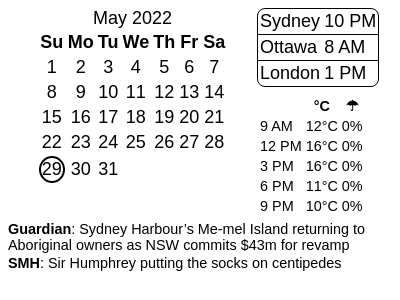 May 2022
Su Mo Tu We Th Fr Sa
1 2 3 4 5 6 7
8 9 10 11 12 13 14
15 16 17 18 19 20 21
22 23 24 25 26 27 28
29 30 31
Sydney 10 PM
Ottawa 8 AM
London 1 PM
°C ☂
9 AM 12°C 0%
12 PM 16°C 0%
3 PM 16°C 0%
6 PM 11°C 0%
9 PM 10°C 0%
Guardian: Sydney Harbour’s Me-mel Island returning to
Aboriginal owners as NSW commits $43m for revamp
SMH: Sir Humphrey putting the socks on centipedes